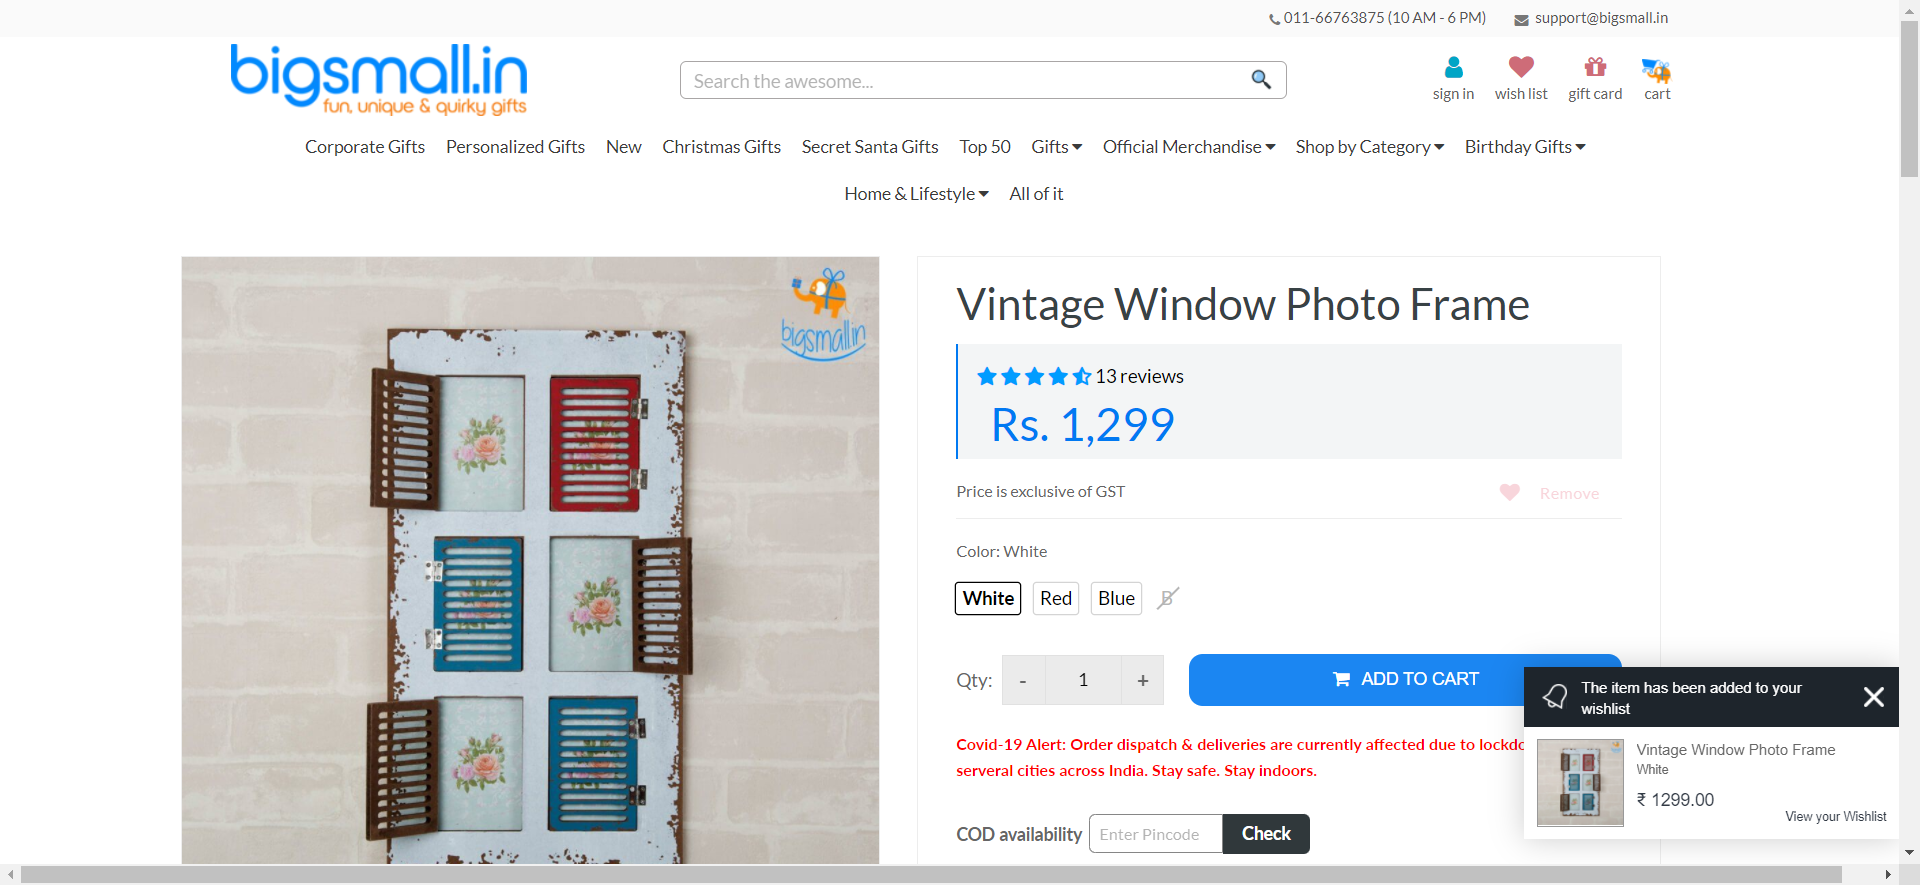 011-66763875 (10 AM - 6 PM) support@bigsmall.in
bigsmall.in
fun, unique & quirky gifts
Search the awesome...
sign in wish list gift card cart
Corporate Gifts Personalized Gifts New Christmas Gifts Secret Santa Gifts Top 50 Gifts Official Merchandise Shop by Category Birthday Gifts
Home & Lifestyle All of it
bigsmall.in
Vintage Window Photo Frame
13 reviews
Rs. 1,299
Price is exclusive of GST Remove
Color: White
White Red Blue B
Qty: - 1 + ADD TO CART
Covid-19 Alert: Order dispatch & deliveries are currently affected due to
serveral cities across India. Stay safe. Stay indoors.
COD availability Enter Pincode Check
The item has been added to your
wishlist
Vintage Window Photo Frame
White
₹ 1299.00
View your Wishlist